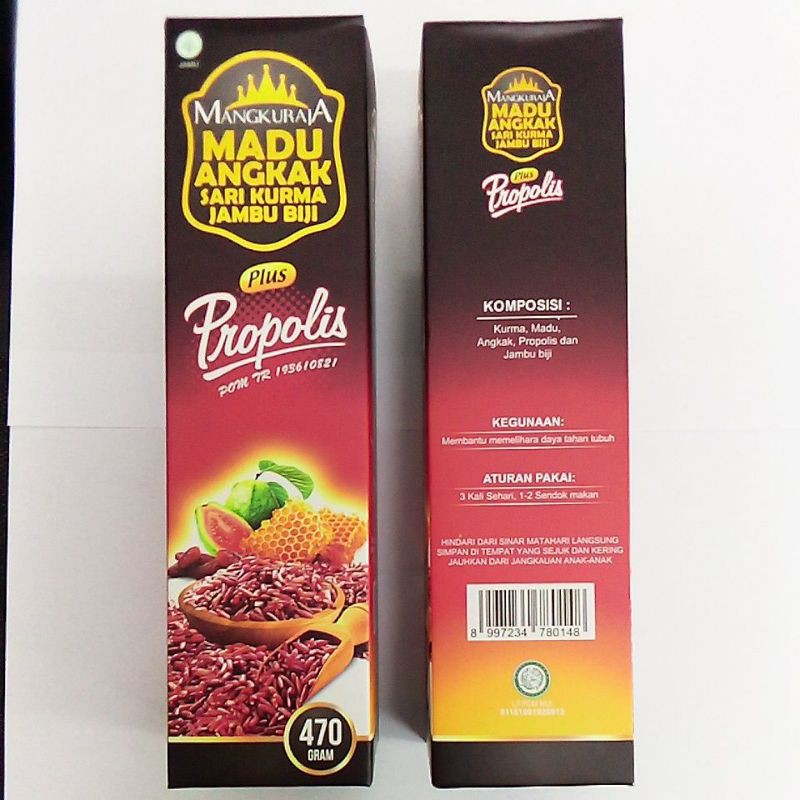 JAMU
MANGKURAJA
MADU
ANGKAK
SARI KURMA
JAMBU BIJI
Plus
Propolis
POM TR 193610821
470
GRAM
MANGKURAJA
MADU
ANGKAK
SARI KURMA
JAMBU BIJI
Plus
Propolis
KOMPOSISI :
Kurma, Madu,
Angkak, Propolis dan
Jambu biji
KEGUNAAN:
Membantu memelihara daya tahan tubuh
ATURAN PAKAI:
3 Kali Sehari, 1-2 Sendok makan
HINDARI DARI SINAR MATAHARI LANGSUNG
SIMPAN DI TEMPAT YANG SEJUK DAN KERING
JAUHKAN DARI JANGKAUAN ANAK-ANAK
8 997234 780148